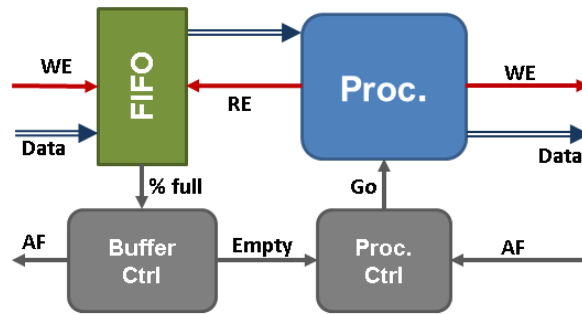 WE
FIFO
RE
Proc.
WE
Data
Data
% full
Go
AF
Buffer
Ctrl
Empty
Proc.
Ctrl
AF